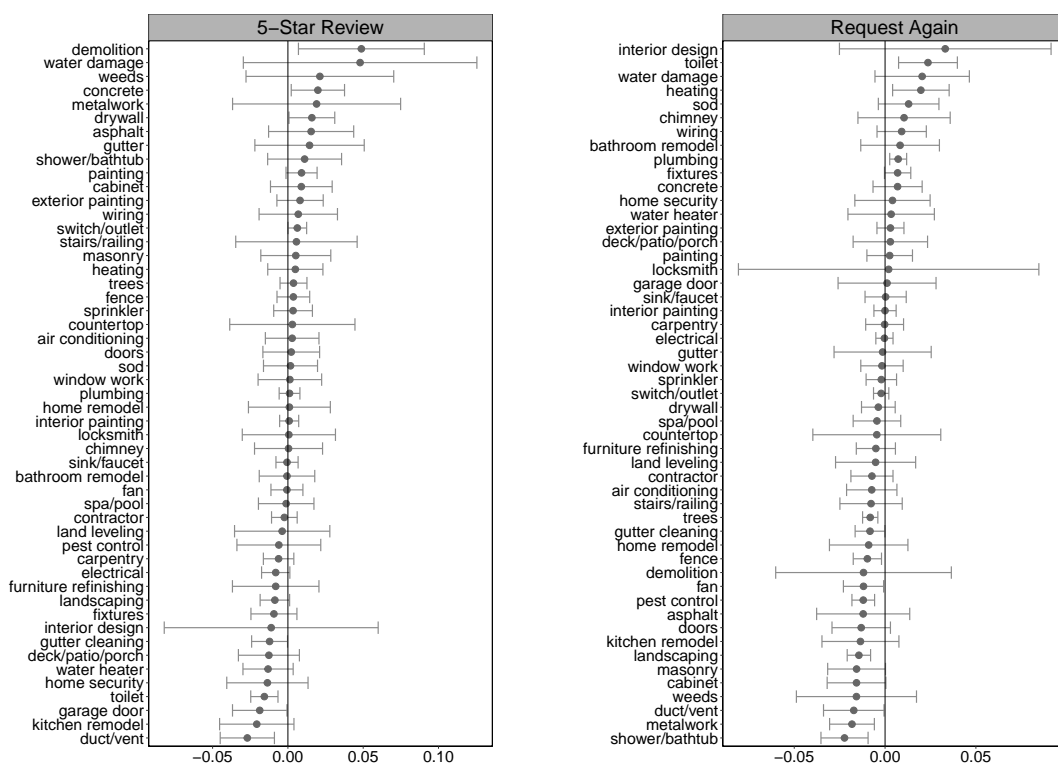 5−Star Review
demolition
water damage
weeds
concrete
metalwork
drywall
asphalt
gutter
shower/bathtub
painting
cabinet
exterior painting
wiring
switch/outlet
stairs/railing
masonry
heating
trees
fence
sprinkler
countertop
air conditioning
doors
sod
window work
plumbing
home remodel
interior painting
locksmith
chimney
sink/faucet
bathroom remodel
fan
spa/pool
contractor
land leveling
pest control
carpentry
electrical
furniture refinishing
landscaping
fixtures
interior design
gutter cleaning
deck/patio/porch
water heater
home security
toilet
garage door
kitchen remodel
duct/vent
−0.05 0.00 0.05 0.10
Request Again
interior design
toilet
water damage
heating
sod
chimney
wiring
bathroom remodel
plumbing
fixtures
concrete
home security
water heater
exterior painting
deck/patio/porch
painting
locksmith
garage door
sink/faucet
interior painting
carpentry
electrical
gutter
window work
sprinkler
switch/outlet
drywall
spa/pool
countertop
furniture refinishing
land leveling
contractor
air conditioning
stairs/railing
trees
gutter cleaning
home remodel
fence
demolition
fan
pest control
asphalt
doors
kitchen remodel
landscaping
masonry
cabinet
weeds
duct/vent
metalwork
shower/bathtub
−0.05 0.00 0.05